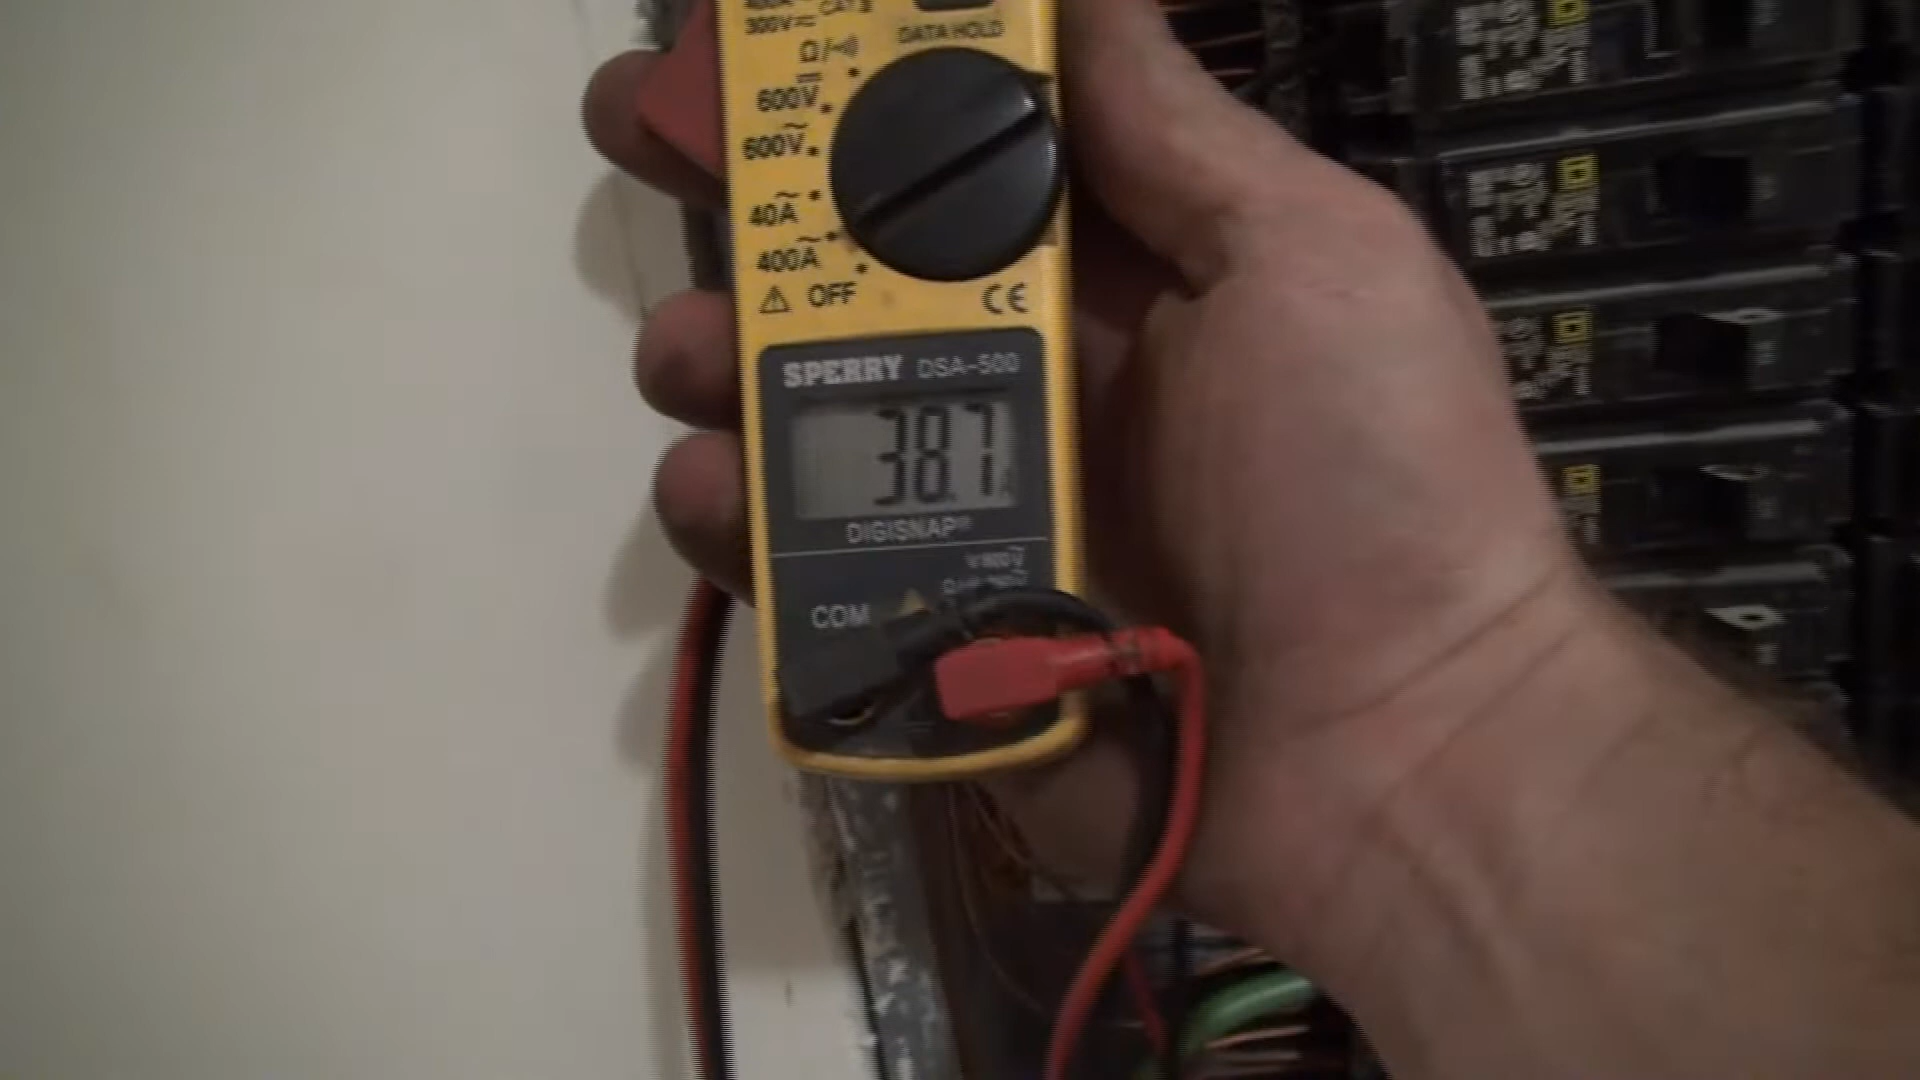 300V⎓ CAT
DATA HOLD
Ω/
600V
600V
40A
400A
OFF
CE
SPERRY DSA-500
38.7
DIGISNAP®
COM